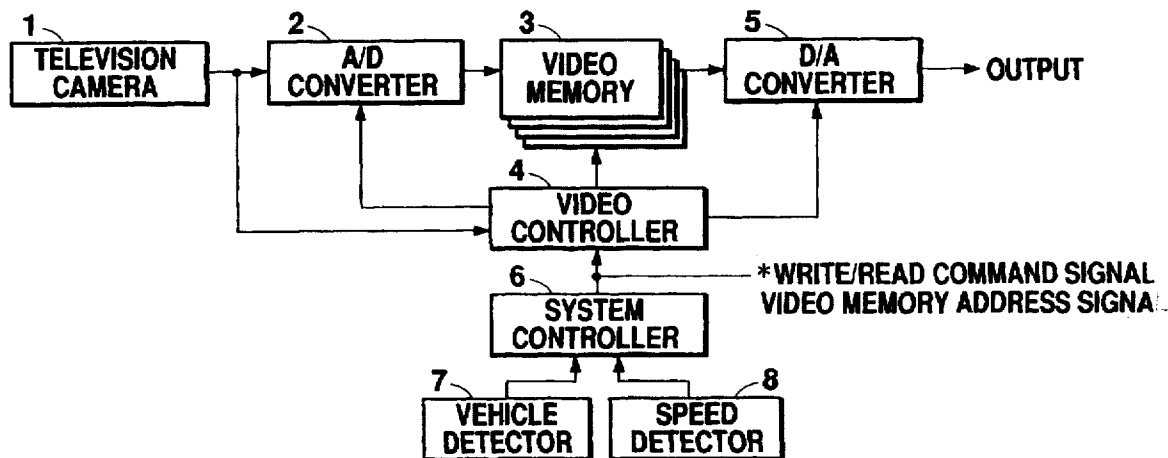 1
TELEVISION
CAMERA
2
A/D
CONVERTER
3
VIDEO
MEMORY
5
D/A
CONVERTER
OUTPUT
4
VIDEO
CONTROLLER
*WRITE/READ COMMAND SIGNAL
VIDEO MEMORY ADDRESS SIGNA
6
SYSTEM
CONTROLLER
7
VEHICLE
DETECTOR
8
SPEED
DETECTOR